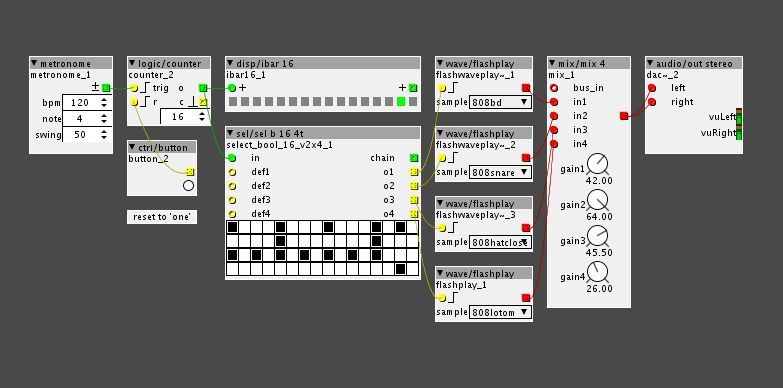 metronome
metronome_1
bpm 120
note 4
swing 50
logic/counter
counter_2
trig o
r c
16
ctrl/button
button_2
reset to 'one'
disp/ibar 16
ibar16_1
+ +
sel/sel b 16 4t
select_bool_16_v2x4_1
in chain
def1 o1
def2 o2
def3 o3
def4 o4
wave/flashplay
flashwaveplay~_1
sample 808bd
wave/flashplay
flashwaveplay~_2
sample 808snare
wave/flashplay
flashwaveplay~_3
sample 808hatclose
wave/flashplay
flashplay_1
sample 808lotom
mix/mix 4
mix_1
bus_in
in1
in2
in3
in4
gain1
42.00
gain2
64.00
gain3
45.50
gain4
26.00
audio/out stereo
dac~_2
left
right
vuLeft
vuRight